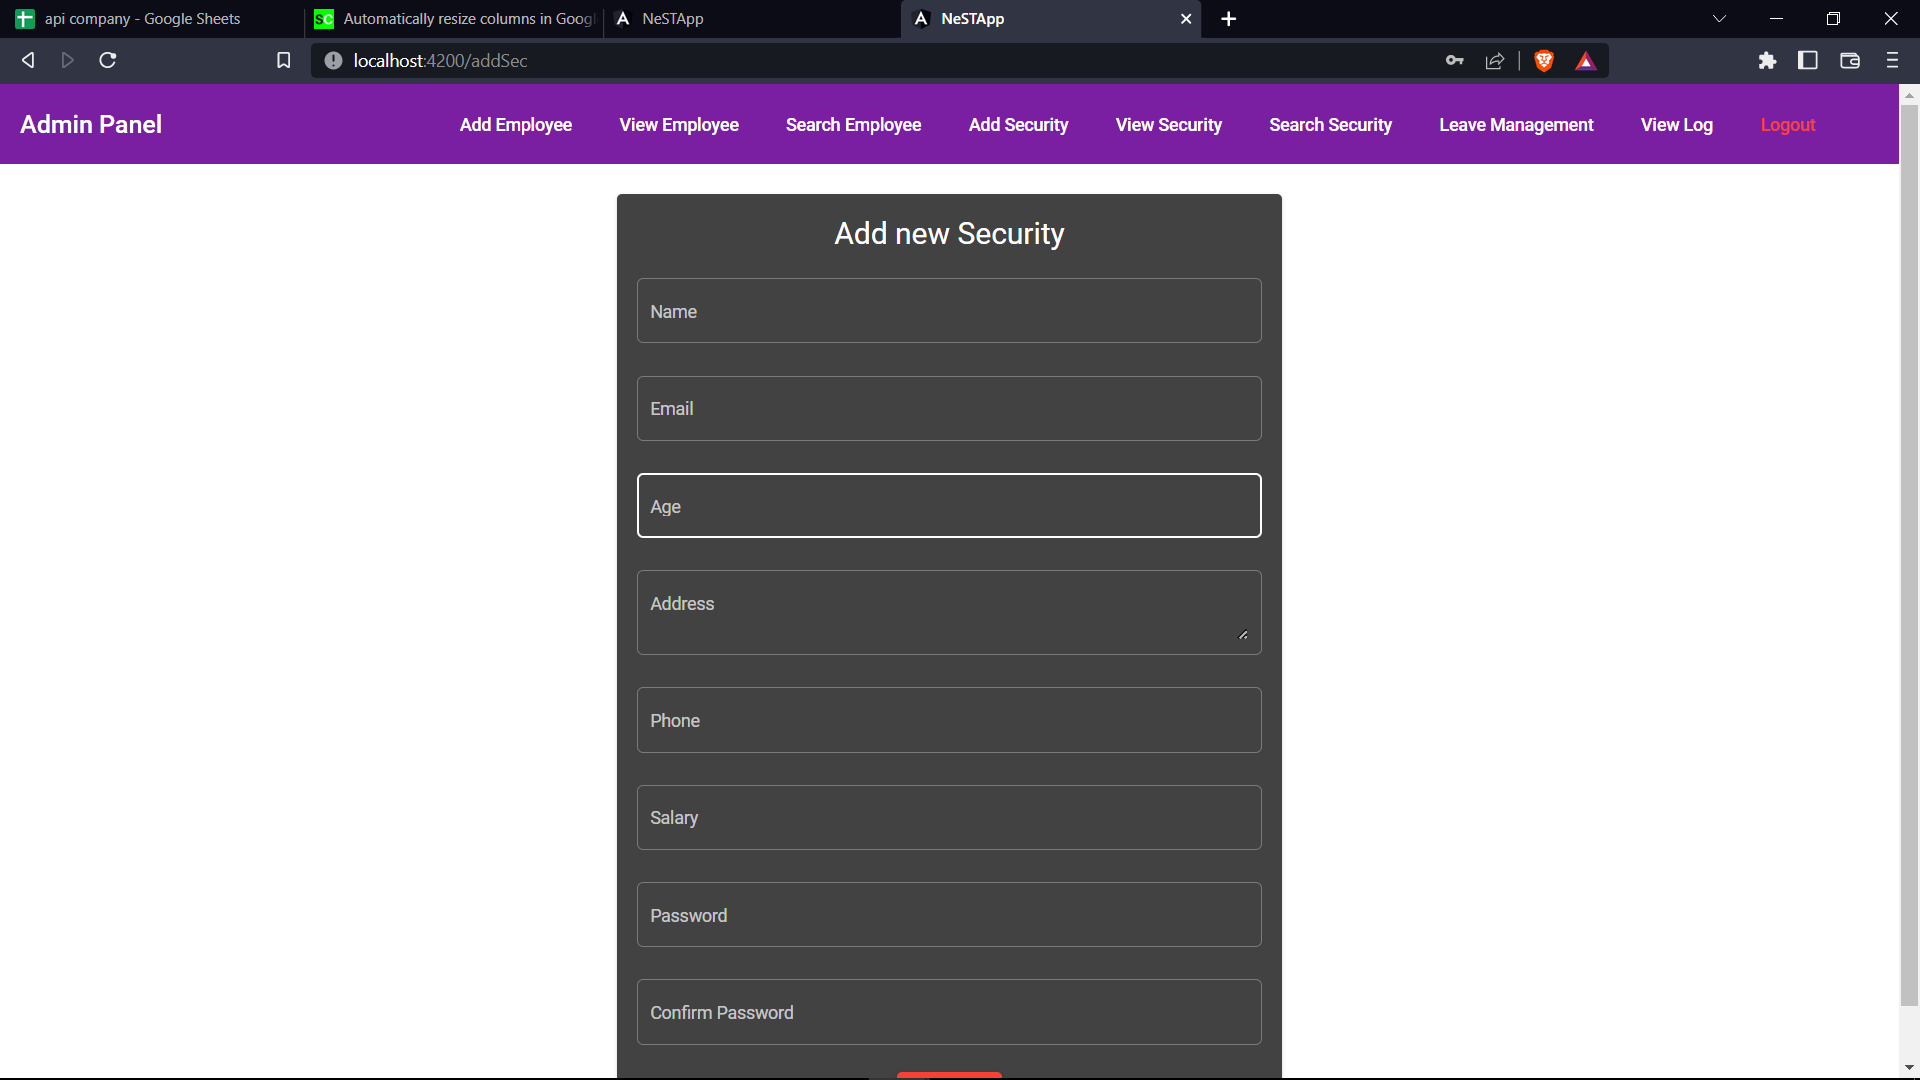 api company - Google Sheets
SC Automatically resize columns in Googl
NeSTApp
NeSTApp
localhost:4200/addSec
Admin Panel
Add Employee
View Employee
Search Employee
Add Security
View Security
Search Security
Leave Management
View Log
Logout
Add new Security
Name
Email
Age
Address
Phone
Salary
Password
Confirm Password